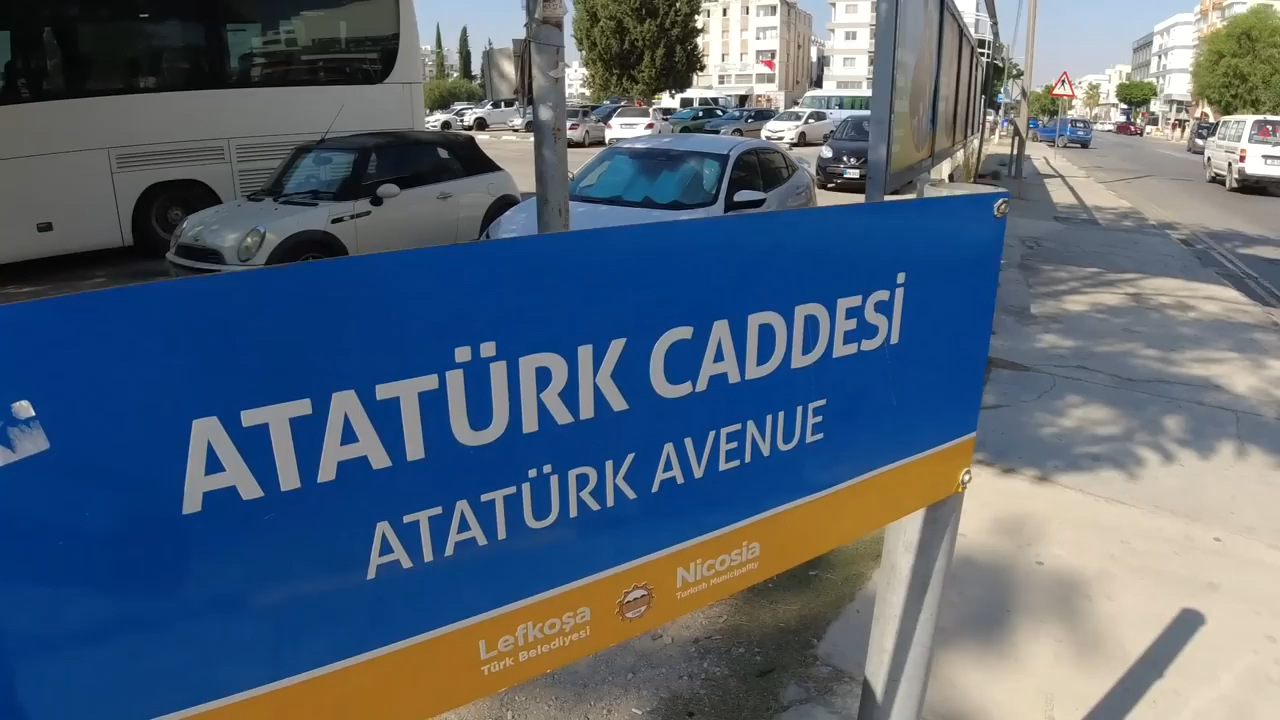 ATATÜRK CADDESİ
ATATÜRK AVENUE
Lefkoşa
Türk Belediyesi
Nicosia
Turkish Municipality